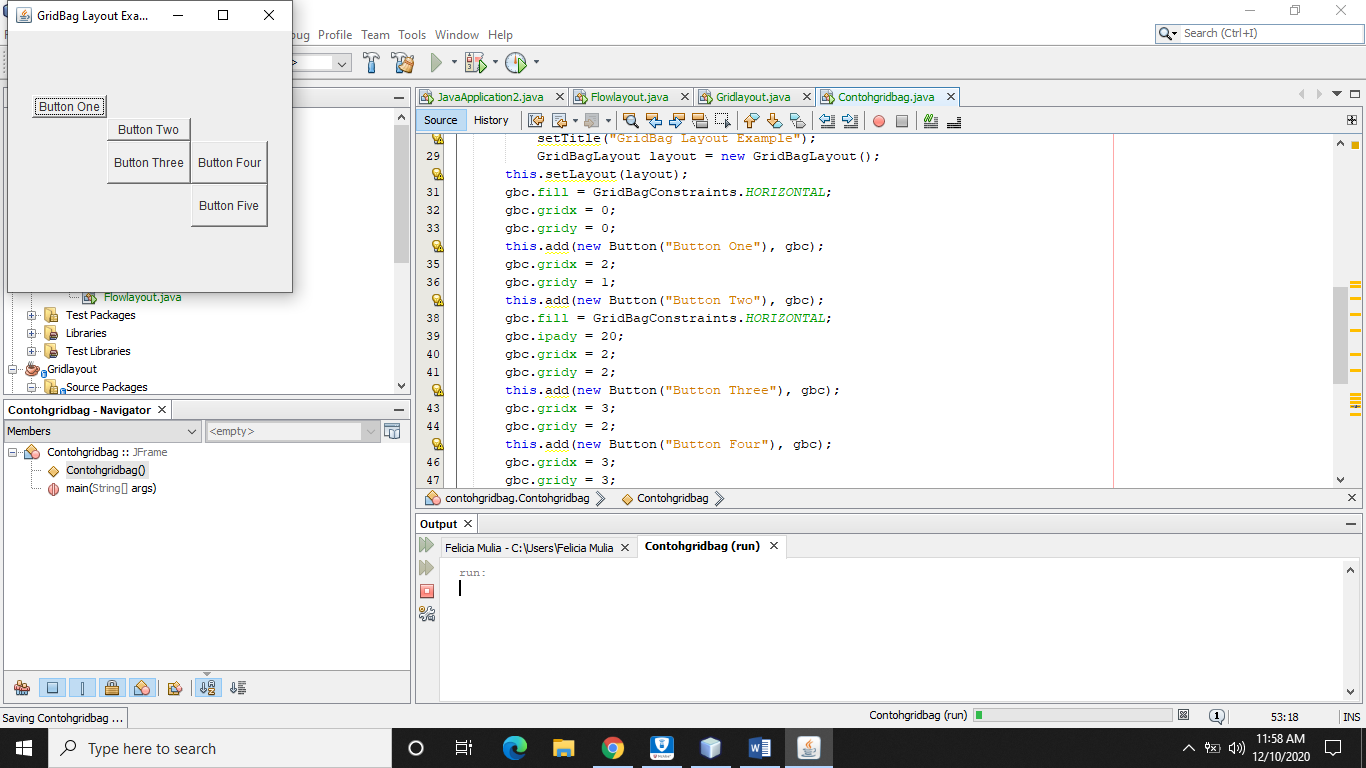 GridBag Layout Exa...
Button One
Button Two
Button Three
Button Four
Button Five
ug Profile Team Tools Window Help
Search (Ctrl+I)
Flowlayout.java
Test Packages
Libraries
Test Libraries
Gridlayout
Source Packages
Contohgridbag - Navigator
Members
<empty>
Contohgridbag :: JFrame
Contohgridbag()
main(String[] args)
JavaApplication2.java
Flowlayout.java
Gridlayout.java
Contohgridbag.java
Source
History
setTitle("GridBag Layout Example");
29 GridBagLayout layout = new GridBagLayout();
this.setLayout(layout);
31 gbc.fill = GridBagConstraints.HORIZONTAL;
32 gbc.gridx = 0;
33 gbc.gridy = 0;
this.add(new Button("Button One"), gbc);
35 gbc.gridx = 2;
36 gbc.gridy = 1;
this.add(new Button("Button Two"), gbc);
38 gbc.fill = GridBagConstraints.HORIZONTAL;
39 gbc.ipady = 20;
40 gbc.gridx = 2;
41 gbc.gridy = 2;
this.add(new Button("Button Three"), gbc);
43 gbc.gridx = 3;
44 gbc.gridy = 2;
this.add(new Button("Button Four"), gbc);
46 gbc.gridx = 3;
47 gbc.gridy = 3;
contohgridbag.Contohgridbag
Contohgridbag
Output
Felicia Mulia - C:\Users\Felicia Mulia
Contohgridbag (run)
run:
Saving Contohgridbag ...
Contohgridbag (run)
1
53:18
INS
Type here to search
11:58 AM
12/10/2020